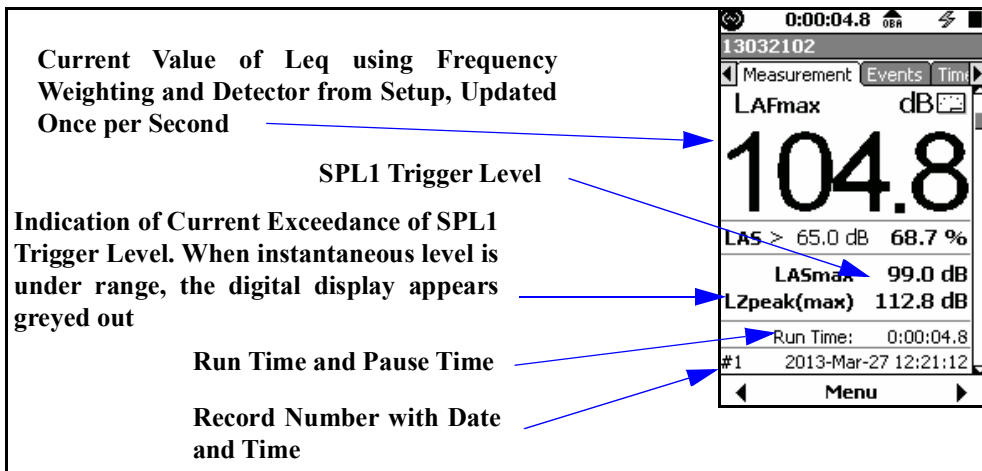 Current Value of Leq using Frequency
Weighting and Detector from Setup, Updated
Once per Second
SPL1 Trigger Level
Indication of Current Exceedance of SPL1
Trigger Level. When instantaneous level is
under range, the digital display appears
greyed out
Run Time and Pause Time
Record Number with Date
and Time
0:00:04.8 OBA
13032102
Measurement Events Time
LAFmax dB
104.8
LAS > 65.0 dB 68.7 %
LASmax 99.0 dB
LZpeak(max) 112.8 dB
Run Time: 0:00:04.8
#1 2013-Mar-27 12:21:12
Menu